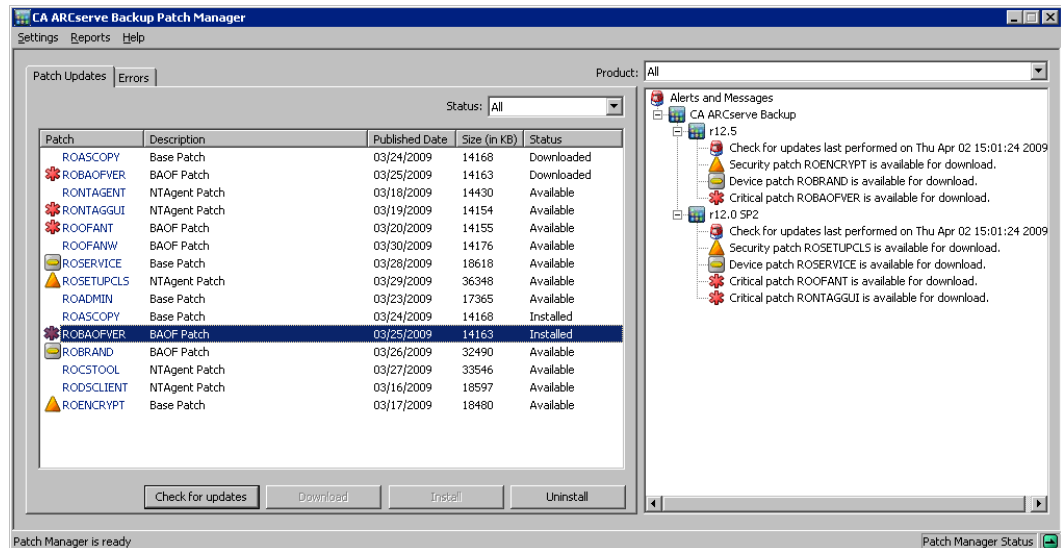 CA ARCserve Backup Patch Manager
Settings Reports Help
Patch Updates Errors
Product: All
Status: All
Patch Description Published Date Size (in KB) Status
ROASCOPY Base Patch 03/24/2009 14168 Downloaded
ROBAOFVER BAOF Patch 03/25/2009 14163 Downloaded
RONTAGENT NTAgent Patch 03/18/2009 14430 Available
RONTAGGUI NTAgent Patch 03/19/2009 14154 Available
ROOFANT BAOF Patch 03/20/2009 14155 Available
ROOFANW BAOF Patch 03/30/2009 14176 Available
ROSERVICE Base Patch 03/28/2009 18618 Available
ROSETUPCLS NTAgent Patch 03/29/2009 36348 Available
ROADMIN Base Patch 03/23/2009 17365 Available
ROASCOPY Base Patch 03/24/2009 14168 Installed
ROBAOFVER BAOF Patch 03/25/2009 14163 Installed
ROBRAND BAOF Patch 03/26/2009 32490 Available
ROCSTOOL NTAgent Patch 03/27/2009 33546 Available
RODSCLIENT NTAgent Patch 03/16/2009 18597 Available
ROENCRYPT Base Patch 03/17/2009 18480 Available
Check for updates Download Install Uninstall
Alerts and Messages
CA ARCserve Backup
r12.5
Check for updates last performed on Thu Apr 02 15:01:24 2009
Security patch ROENCRYPT is available for download.
Device patch ROBRAND is available for download.
Critical patch ROBAOFVER is available for download.
r12.0 SP2
Check for updates last performed on Thu Apr 02 15:01:24 2009
Security patch ROSETUPCLS is available for download.
Device patch ROSERVICE is available for download.
Critical patch ROOFANT is available for download.
Critical patch RONTAGGUI is available for download.
Patch Manager is ready
Patch Manager Status